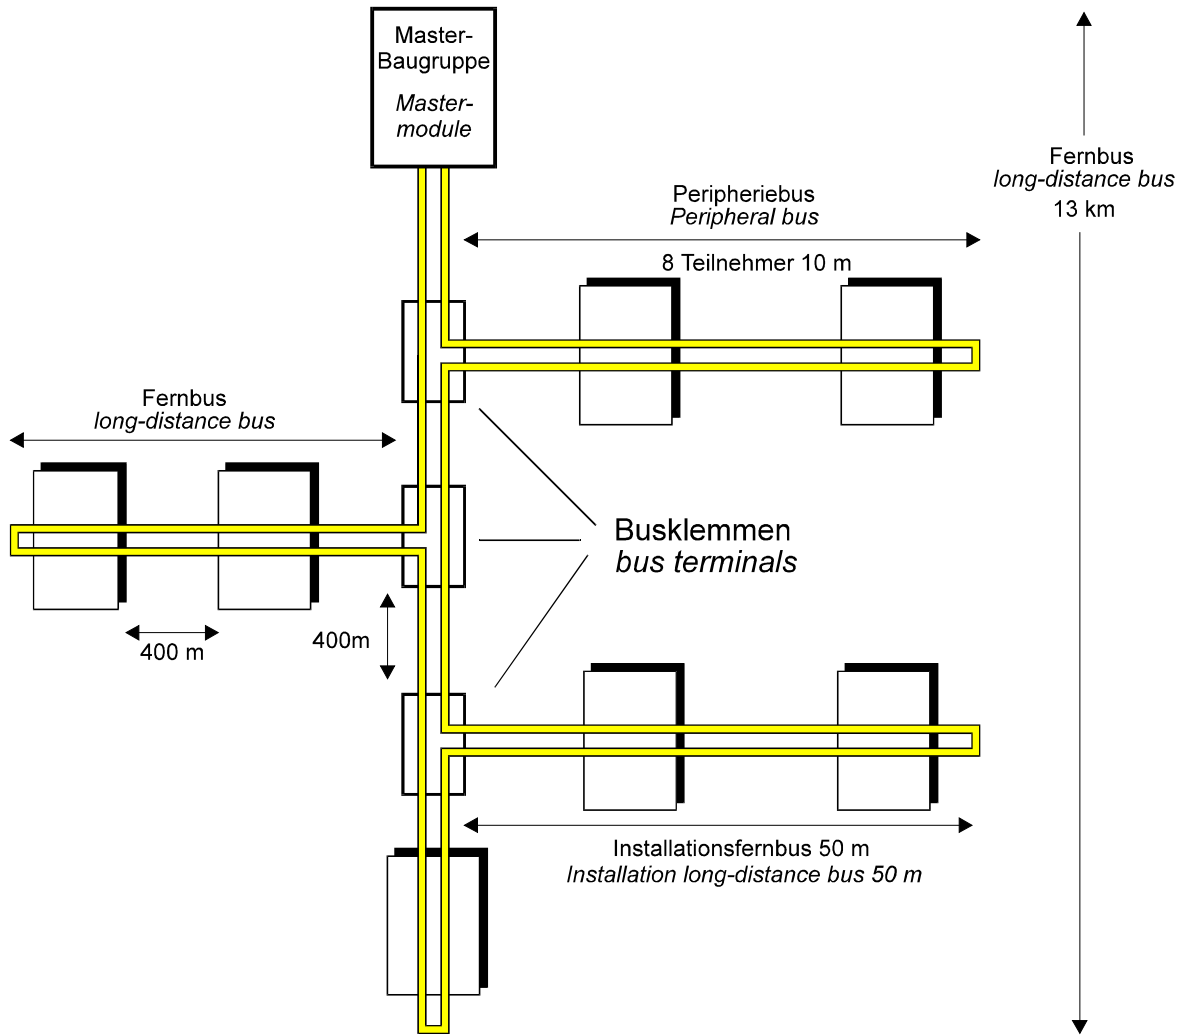 Master-
Baugruppe
Master-
module
Fernbus
long-distance bus
13 km
Peripheriebus
Peripheral bus
8 Teilnehmer 10 m
Fernbus
long-distance bus
Busklemmen
bus terminals
400 m
400m
Installationsfernbus 50 m
Installation long-distance bus 50 m